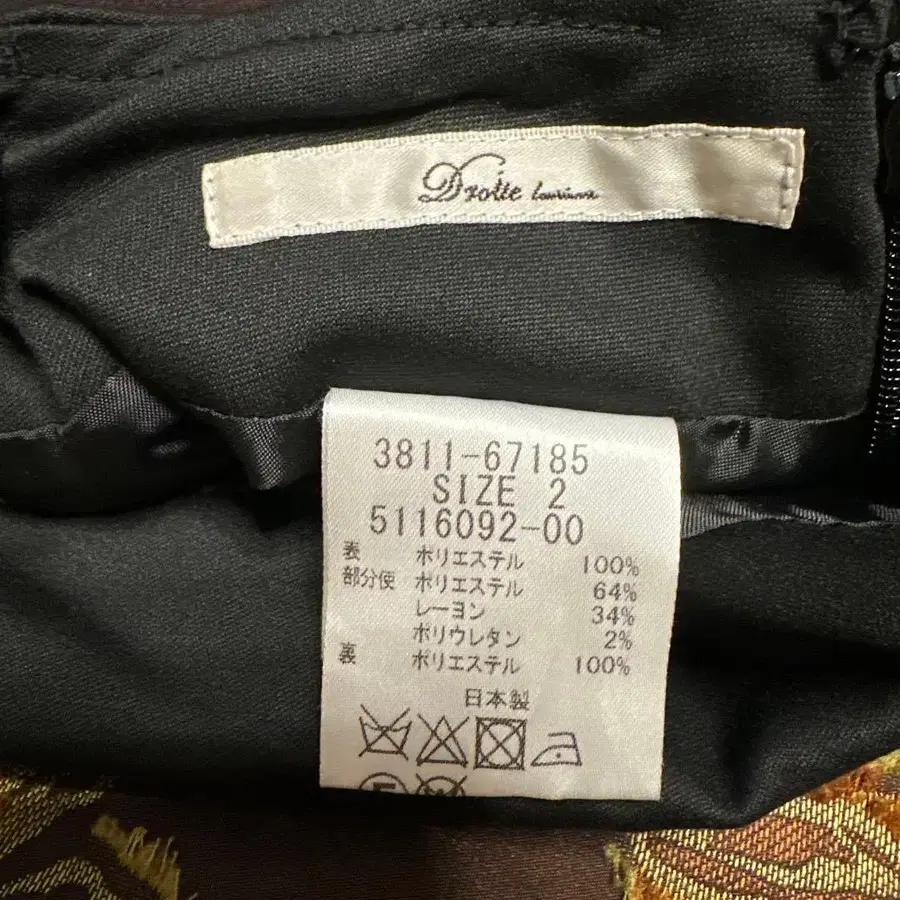 Droite lautréamont
3811-67185
SIZE 2
5116092-00
表 ポリエステル 100%
部分使 ポリエステル 64%
レーヨン 34%
ポリウレタン 2%
裏 ポリエステル 100%
日本製